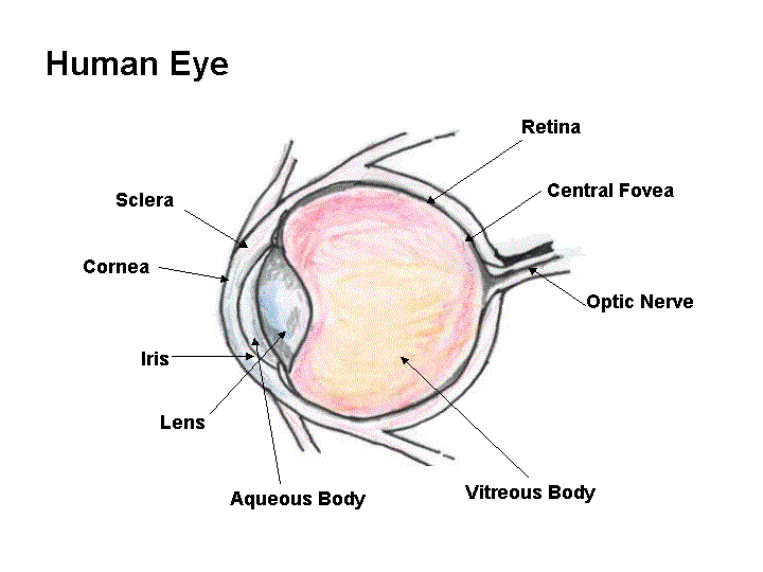 Human Eye
Retina
Central Fovea
Sclera
Cornea
Optic Nerve
Iris
Lens
Aqueous Body
Vitreous Body